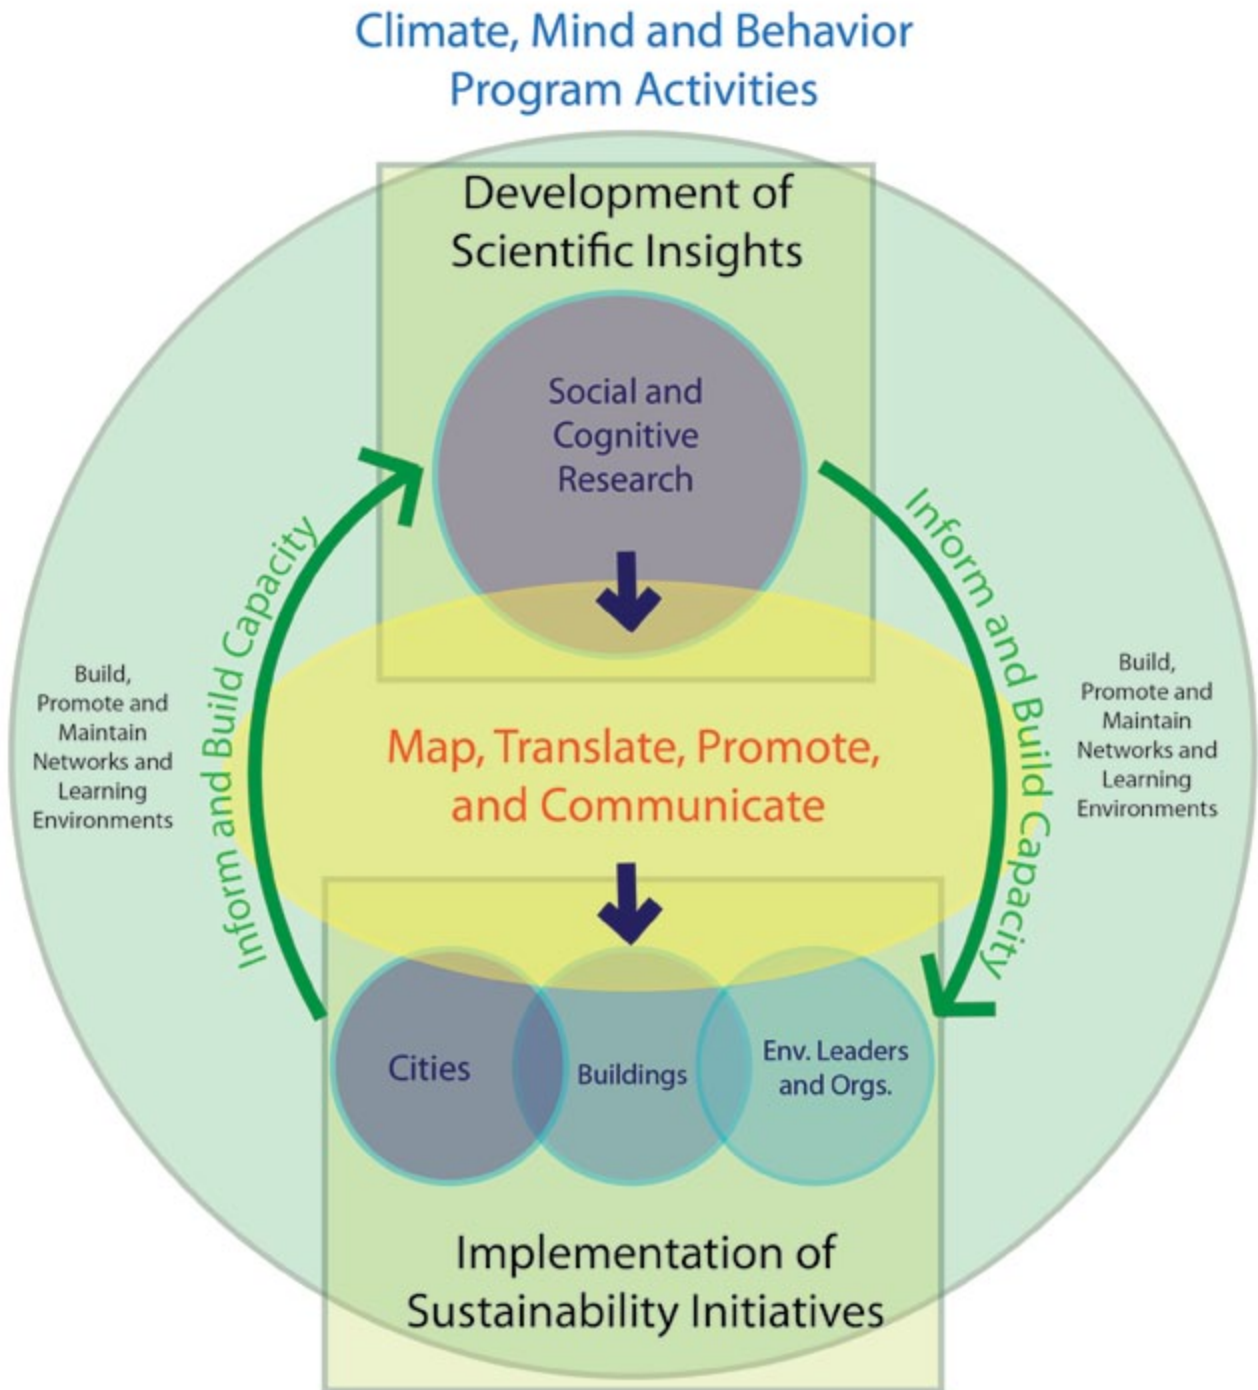 Climate, Mind and Behavior
Program Activities
Development of
Scientific Insights
Social and
Cognitive
Research
Inform and Build Capacity
Inform and Build Capacity
Build,
Promote and
Maintain
Networks and
Learning
Environments
Build,
Promote and
Maintain
Networks and
Learning
Environments
Map, Translate, Promote,
and Communicate
Cities
Buildings
Env. Leaders
and Orgs.
Implementation of
Sustainability Initiatives